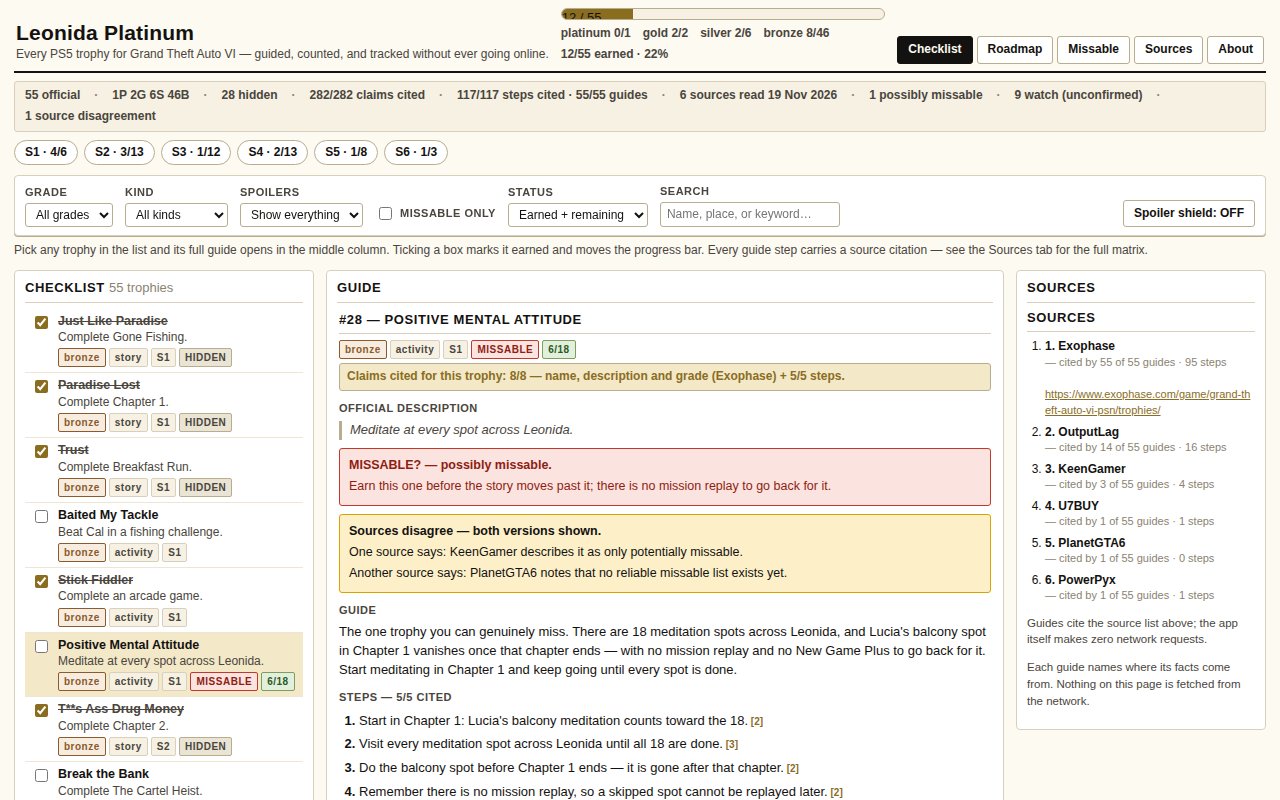 Leonida Platinum
Every PS5 trophy for Grand Theft Auto VI — guided, counted, and tracked without ever going online.
12 / 55
platinum 0/1 gold 2/2 silver 2/6 bronze 8/46
12/55 earned · 22%
Checklist Roadmap Missable Sources About
55 official · 1P 2G 6S 46B · 28 hidden · 282/282 claims cited · 117/117 steps cited · 55/55 guides · 6 sources read 19 Nov 2026 · 1 possibly missable · 9 watch (unconfirmed) ·
1 source disagreement
S1 · 4/6 S2 · 3/13 S3 · 1/12 S4 · 2/13 S5 · 1/8 S6 · 1/3
GRADE KIND SPOILERS STATUS SEARCH
All grades All kinds Show everything MISSABLE ONLY Earned + remaining Name, place, or keyword… Spoiler shield: OFF
Pick any trophy in the list and its full guide opens in the middle column. Ticking a box marks it earned and moves the progress bar. Every guide step carries a source citation — see the Sources tab for the full matrix.
CHECKLIST 55 trophies
Just Like Paradise
Complete Gone Fishing.
bronze story S1 HIDDEN
Paradise Lost
Complete Chapter 1.
bronze story S1 HIDDEN
Trust
Complete Breakfast Run.
bronze story S1 HIDDEN
Baited My Tackle
Beat Cal in a fishing challenge.
bronze activity S1
Stick Fiddler
Complete an arcade game.
bronze activity S1
Positive Mental Attitude
Meditate at every spot across Leonida.
bronze activity S1 MISSABLE 6/18
T**s Ass Drug Money
Complete Chapter 2.
bronze story S2 HIDDEN
Break the Bank
Complete The Cartel Heist.
GUIDE
#28 — POSITIVE MENTAL ATTITUDE
bronze activity S1 MISSABLE 6/18
Claims cited for this trophy: 8/8 — name, description and grade (Exophase) + 5/5 steps.
OFFICIAL DESCRIPTION
Meditate at every spot across Leonida.
MISSABLE? — possibly missable.
Earn this one before the story moves past it; there is no mission replay to go back for it.
Sources disagree — both versions shown.
One source says: KeenGamer describes it as only potentially missable.
Another source says: PlanetGTA6 notes that no reliable missable list exists yet.
GUIDE
The one trophy you can genuinely miss. There are 18 meditation spots across Leonida, and Lucia's balcony spot
in Chapter 1 vanishes once that chapter ends — with no mission replay and no New Game Plus to go back for it.
Start meditating in Chapter 1 and keep going until every spot is done.
STEPS — 5/5 CITED
1. Start in Chapter 1: Lucia's balcony meditation counts toward the 18. [2]
2. Visit every meditation spot across Leonida until all 18 are done. [3]
3. Do the balcony spot before Chapter 1 ends — it is gone after that chapter. [2]
4. Remember there is no mission replay, so a skipped spot cannot be replayed later. [2]
SOURCES
SOURCES
1. 1. Exophase
— cited by 55 of 55 guides · 95 steps
https://www.exophase.com/game/grand-th
eft-auto-vi-psn/trophies/
2. 2. OutputLag
— cited by 14 of 55 guides · 16 steps
3. 3. KeenGamer
— cited by 3 of 55 guides · 4 steps
4. 4. U7BUY
— cited by 1 of 55 guides · 1 steps
5. 5. PlanetGTA6
— cited by 1 of 55 guides · 0 steps
6. 6. PowerPyx
— cited by 1 of 55 guides · 1 steps
Guides cite the source list above; the app
itself makes zero network requests.
Each guide names where its facts come
from. Nothing on this page is fetched from
the network.